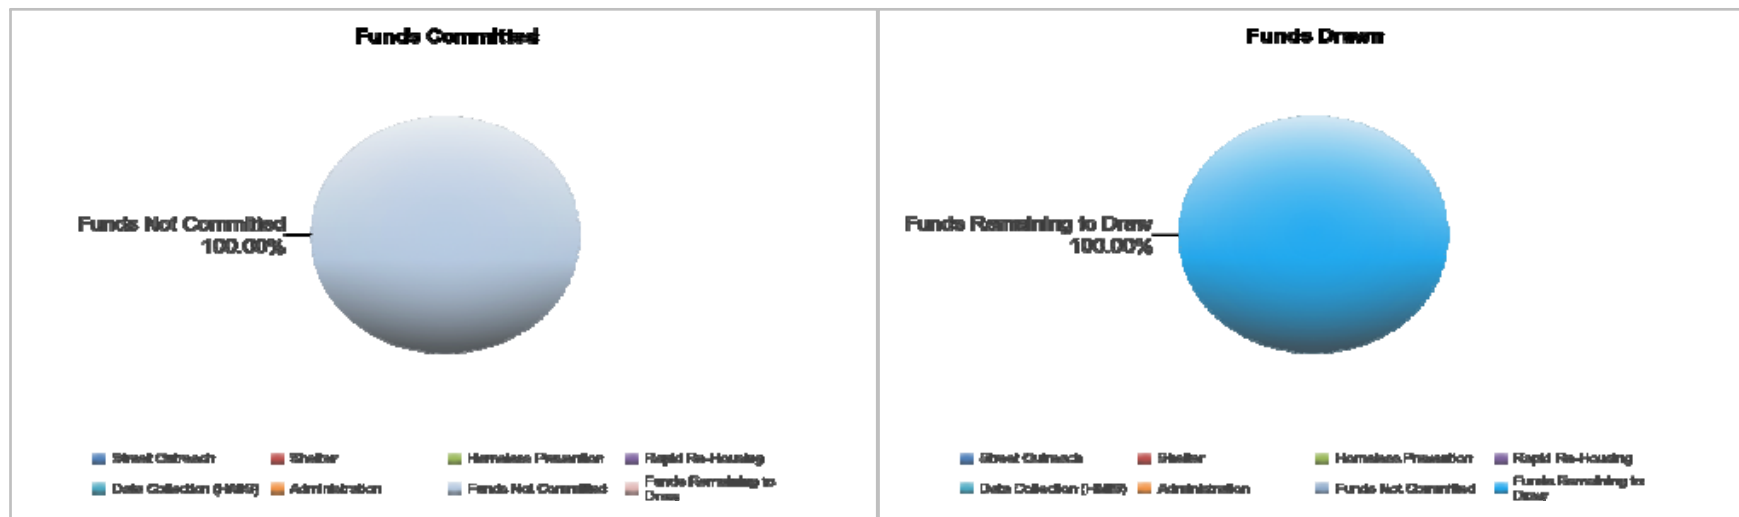 Funds Committed
Funds Not Committed
100.00%
Street Outreach
Shelter
Homeless Prevention
Rapid Re-Housing
Data Collection (HMIS)
Administration
Funds Not Committed
Funds Remaining to
Draw
Funds Drawn
Funds Remaining to Draw
100.00%
Street Outreach
Shelter
Homeless Prevention
Rapid Re-Housing
Data Collection (HMIS)
Administration
Funds Not Committed
Funds Remaining to
Draw